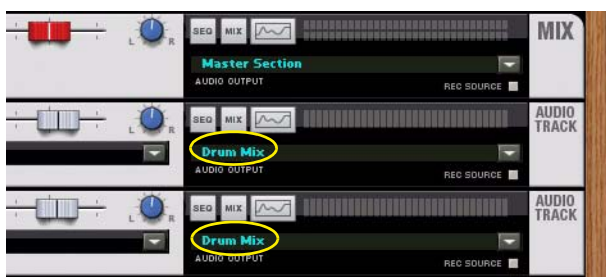 L R SEQ MIX MIX
Master Section
AUDIO OUTPUT REC SOURCE
L R SEQ MIX AUDIO
TRACK
Drum Mix
AUDIO OUTPUT REC SOURCE
L R SEQ MIX AUDIO
TRACK
Drum Mix
AUDIO OUTPUT REC SOURCE